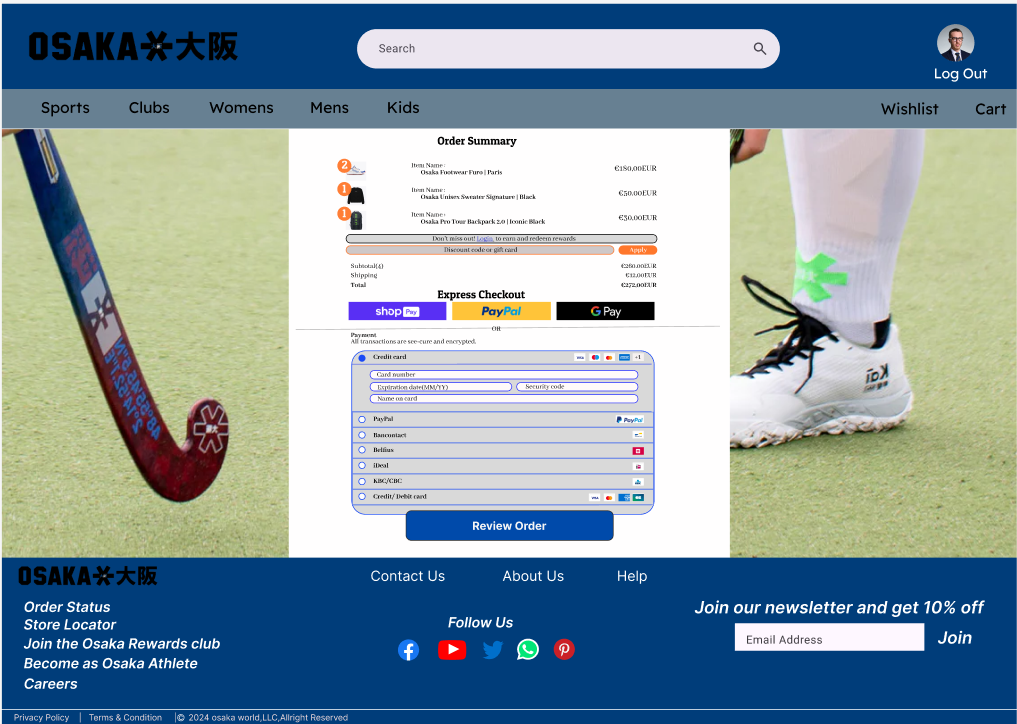 OSAKA 大阪
Search
Log Out
Sports Clubs Womens Mens Kids Wishlist Cart
Order Summary
2 Item Name: €180,00EUR
Osaka Footwear Furo | Paris
1 Item Name: €50.00EUR
Osaka Unisex Sweater Signature | Black
1 Item Name: €30.00EUR
Osaka Pro Tour Backpack 2.0 | Iconic Black
Don't miss out! Login to earn and redeem rewards
Discount code or gift card Apply
Subtotal(4) €260.00EUR
Shipping €12,00EUR
Total €272.00EUR
Express Checkout
shop Pay PayPal G Pay
OR
Payment
All transactions are see-cure and encrypted.
Credit card VISA +1
Card number
Expiration date(MM/YY) Security code
Name on card
PayPal PayPal
Bancontact
Belfius
iDeal
KBC/CBC
Credit/ Debit card VISA
Review Order
Kai
OSAKA 大阪
Contact Us About Us Help
Order Status
Store Locator
Join the Osaka Rewards club
Become as Osaka Athlete
Careers
Follow Us
Join our newsletter and get 10% off
Email Address Join
Privacy Policy | Terms & Condition |© 2024 osaka world,LLC,Allright Reserved